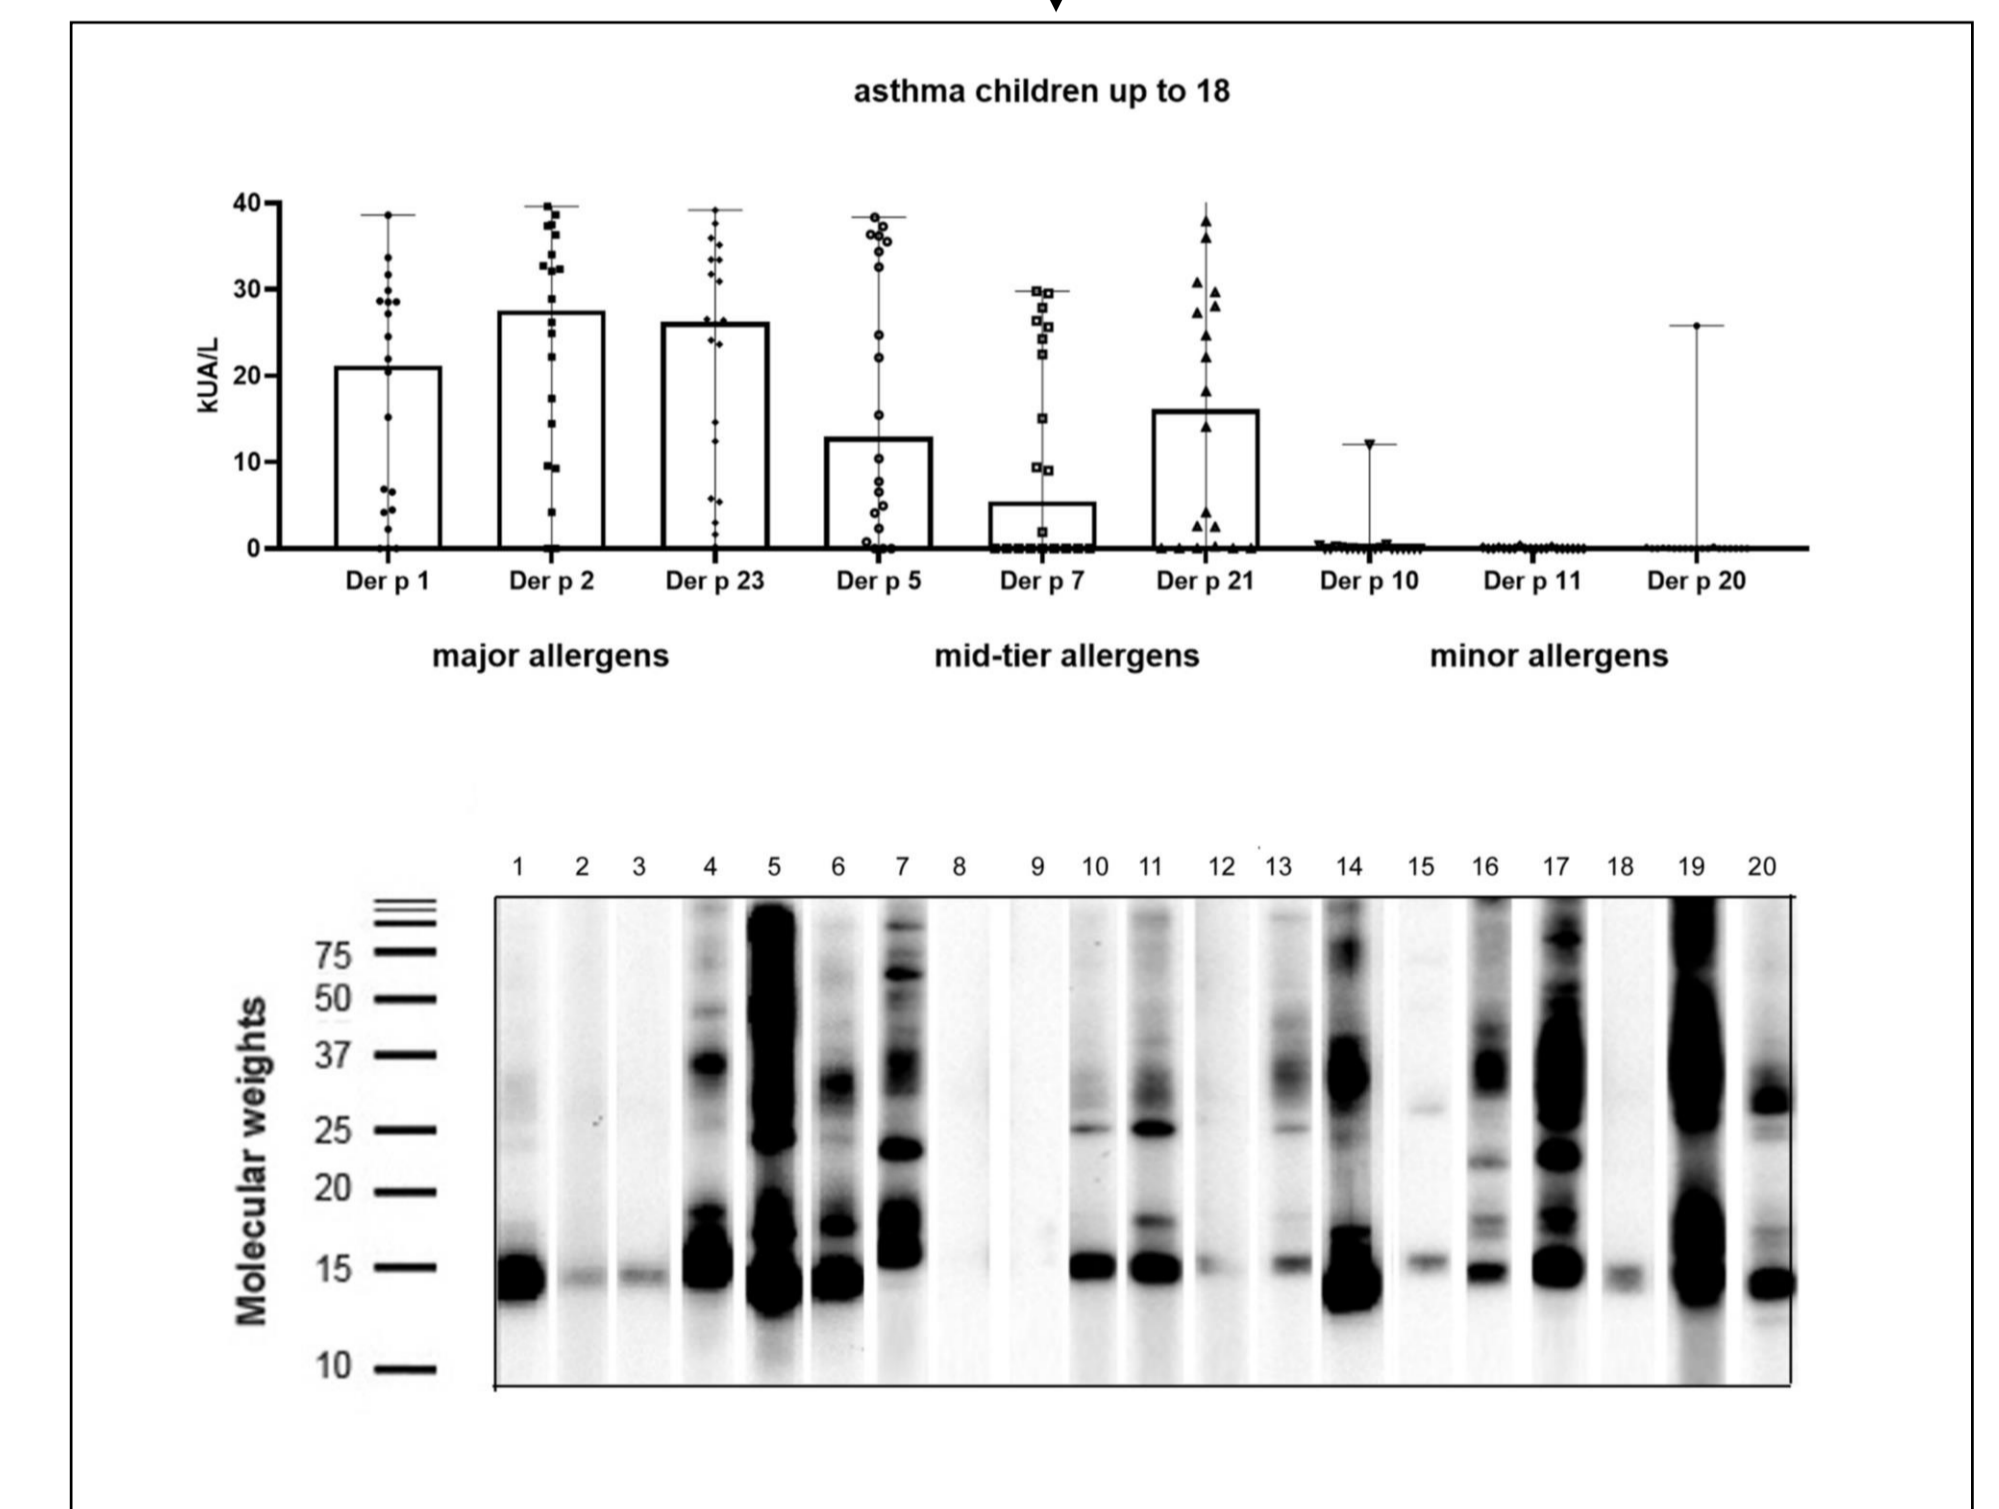 asthma children up to 18
kUA/L
40
30
20
10
0
Der p 1 Der p 2 Der p 23 Der p 5 Der p 7 Der p 21 Der p 10 Der p 11 Der p 20
major allergens mid-tier allergens minor allergens
1 2 3 4 5 6 7 8 9 10 11 12 13 14 15 16 17 18 19 20
Molecular weights
75
50
37
25
20
15
10